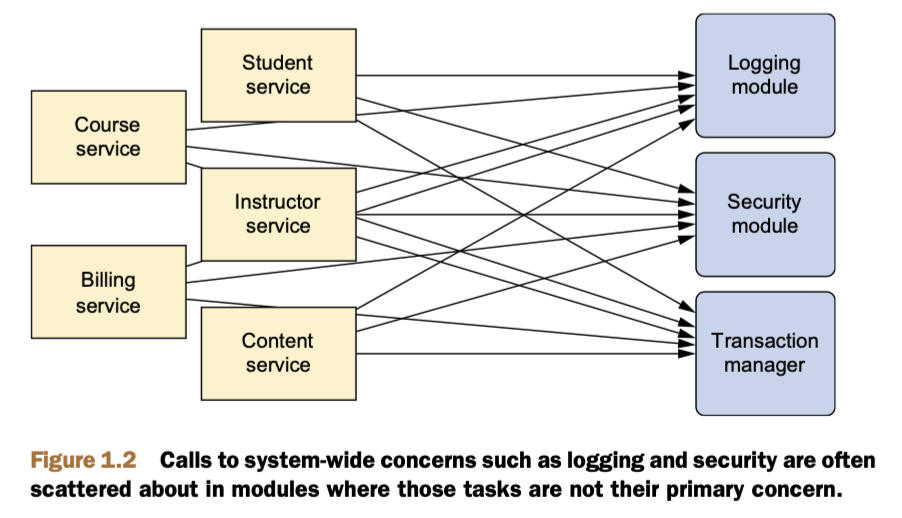 Student
service
Logging
module
Course
service
Instructor
service
Security
module
Billing
service
Content
service
Transaction
manager
Figure 1.2 Calls to system-wide concerns such as logging and security are often
scattered about in modules where those tasks are not their primary concern.